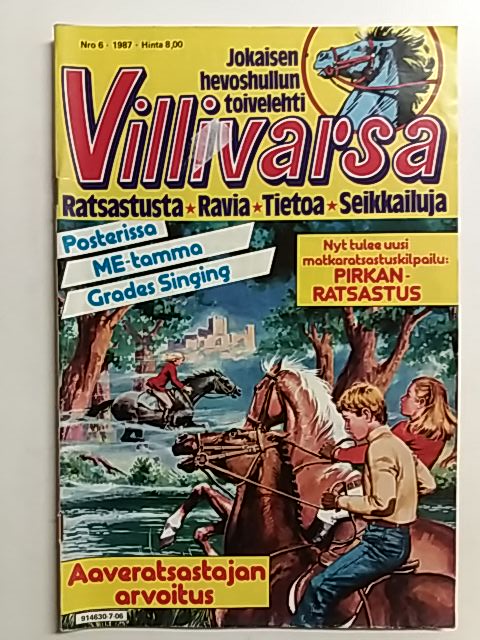 Nro 6 · 1987 · Hinta 8,00
Jokaisen
hevoshullun
toivelehti
Villivarsa
Ratsastusta ★ Ravia ★ Tietoa ★ Seikkailuja
Posterissa
ME-tamma
Grades Singing
Nyt tulee uusi
matkaratsastuskilpailu:
PIRKAN-
RATSASTUS
Aaveratsastajan
arvoitus
914630-7-06